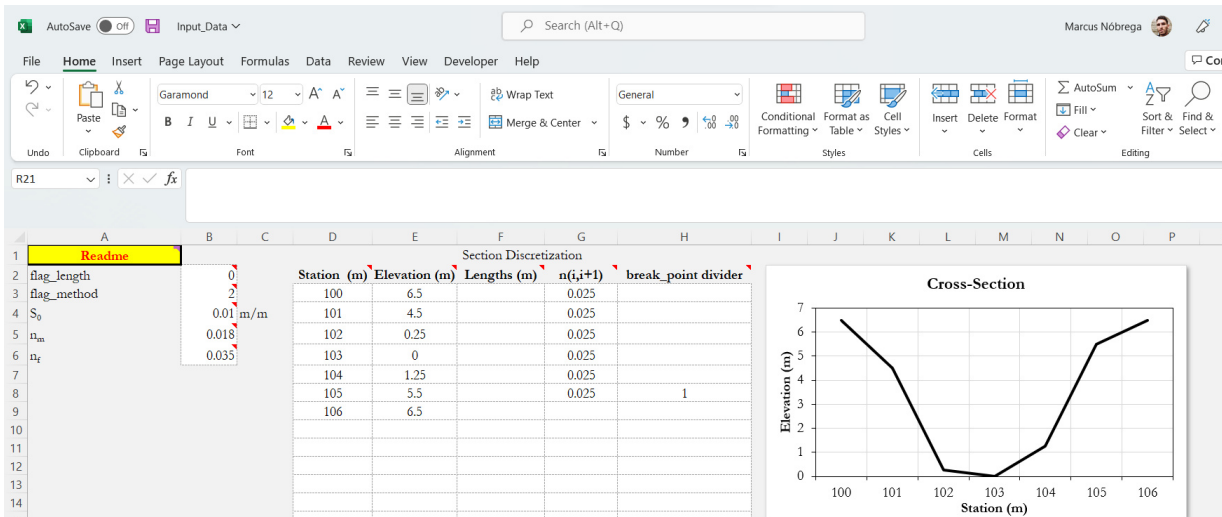 AutoSave Off Input_Data Search (Alt+Q) Marcus Nóbrega
File Home Insert Page Layout Formulas Data Review View Developer Help
Paste Garamond 12 A A Wrap Text General Conditional Formatting Format as Table Cell Styles Insert Delete Format AutoSum Sort & Filter Find & Select
B I U A Merge & Center $ % Fill
Clear
Undo Clipboard Font Alignment Number Styles Cells Editing
R21 fx
A B C D E F G H I J K L M N O P
1 Readme Section Discretization
2 flag_length 0 Station (m) Elevation (m) Lengths (m) n(i,i+1) break_point divider
3 flag_method 2 100 6.5 0.025
4 S0 0.01 m/m 101 4.5 0.025
5 nm 0.018 102 0.25 0.025
6 nf 0.035 103 0 0.025
7 104 1.25 0.025
8 105 5.5 0.025 1
9 106 6.5
10
11
12
13
14
Cross-Section
Elevation (m)
7
6
5
4
3
2
1
0
100 101 102 103 104 105 106
Station (m)